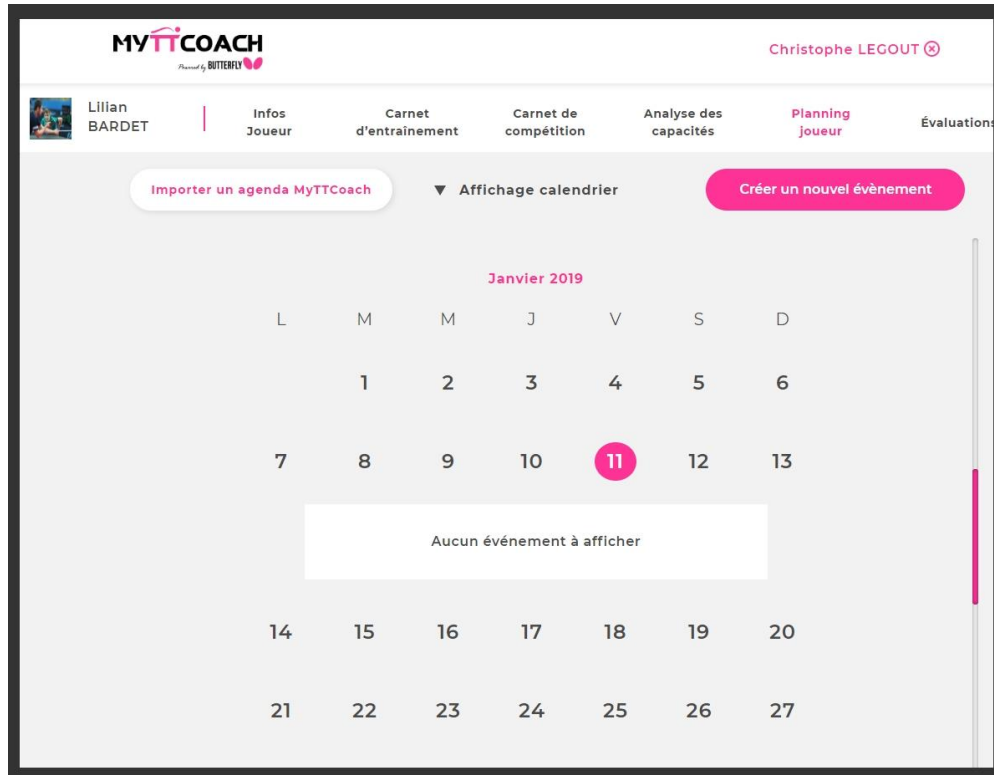 MYTTCOACH
Powered by BUTTERFLY
Christophe LEGOUT
Lilian
BARDET
Infos
Joueur
Carnet
d'entraînement
Carnet de
compétition
Analyse des
capacités
Planning
joueur
Évaluations
Importer un agenda MyTTCoach
▼ Affichage calendrier
Créer un nouvel évènement
Janvier 2019
L M M J V S D
1 2 3 4 5 6
7 8 9 10 11 12 13
Aucun événement à afficher
14 15 16 17 18 19 20
21 22 23 24 25 26 27